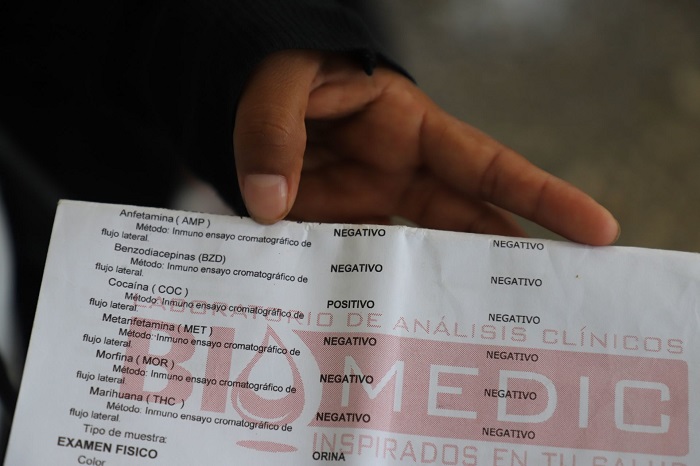 Anfetamina ( AMP ) NEGATIVO NEGATIVO
Método: Inmuno ensayo cromatográfico de
flujo lateral.
Benzodiacepinas (BZD) NEGATIVO NEGATIVO
Método: Inmuno ensayo cromatográfico de
flujo lateral.
Cocaína ( COC ) POSITIVO NEGATIVO
Método: Inmuno ensayo cromatográfico de
flujo lateral.
Metanfetamina ( MET ) NEGATIVO NEGATIVO
Método: Inmuno ensayo cromatográfico de
flujo lateral.
Morfina ( MOR ) NEGATIVO NEGATIVO
Método: Inmuno ensayo cromatográfico de
flujo lateral.
Marihuana ( THC ) NEGATIVO NEGATIVO
Método: Inmuno ensayo cromatográfico de
flujo lateral.
Tipo de muestra: ORINA
EXAMEN FISICO
Color
LABORATORIO DE ANÁLISIS CLÍNICOS
BIOMEDIC
INSPIRADOS EN TU